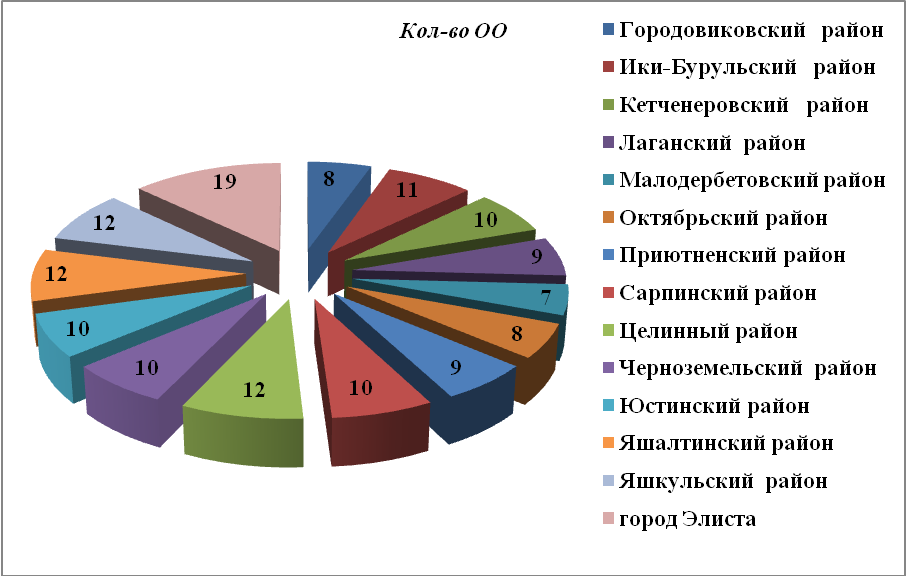 Кол-во ОО
8
11
10
9
7
8
9
10
12
10
10
12
12
19
Городовиковский район
Ики-Бурульский район
Кетченеровский район
Лаганский район
Малодербетовский район
Октябрьский район
Приютненский район
Сарпинский район
Целинный район
Черноземельский район
Юстинский район
Яшалтинский район
Яшкульский район
город Элиста